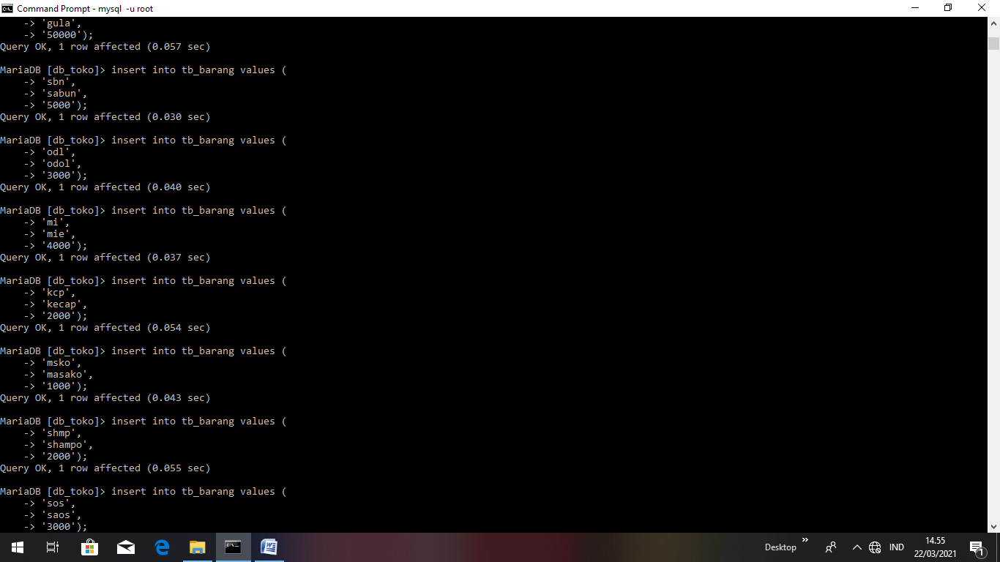 Command Prompt - mysql  -u root
    -> 'gula',
    -> '50000');
Query OK, 1 row affected (0.057 sec)

MariaDB [db_toko]> insert into tb_barang values (
    -> 'sbn',
    -> 'sabun',
    -> '5000');
Query OK, 1 row affected (0.030 sec)

MariaDB [db_toko]> insert into tb_barang values (
    -> 'odl',
    -> 'odol',
    -> '3000');
Query OK, 1 row affected (0.040 sec)

MariaDB [db_toko]> insert into tb_barang values (
    -> 'mi',
    -> 'mie',
    -> '4000');
Query OK, 1 row affected (0.037 sec)

MariaDB [db_toko]> insert into tb_barang values (
    -> 'kcp',
    -> 'kecap',
    -> '2000');
Query OK, 1 row affected (0.054 sec)

MariaDB [db_toko]> insert into tb_barang values (
    -> 'msko',
    -> 'masako',
    -> '1000');
Query OK, 1 row affected (0.043 sec)

MariaDB [db_toko]> insert into tb_barang values (
    -> 'shmp',
    -> 'shampo',
    -> '2000');
Query OK, 1 row affected (0.055 sec)

MariaDB [db_toko]> insert into tb_barang values (
    -> 'sos',
    -> 'saos',
    -> '3000');
Desktop
IND
14.55
22/03/2021
1